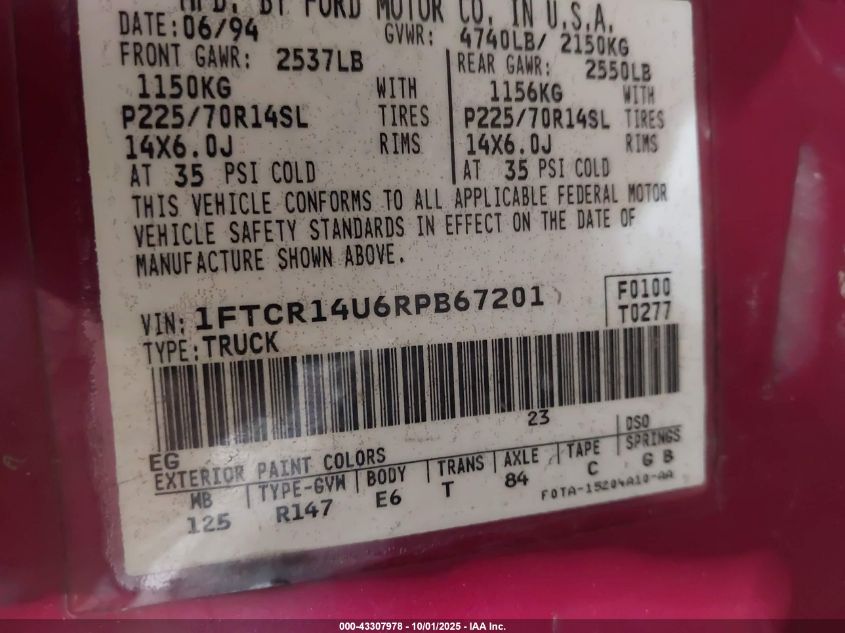 MFD. BY FORD MOTOR CO. IN U.S.A.
DATE: 06/94 GVWR: 4740LB/ 2150KG
FRONT GAWR: 2537LB REAR GAWR: 2550LB
1150KG WITH 1156KG WITH
P225/70R14SL TIRES P225/70R14SL TIRES
14X6.0J RIMS 14X6.0J RIMS
AT 35 PSI COLD AT 35 PSI COLD
THIS VEHICLE CONFORMS TO ALL APPLICABLE FEDERAL MOTOR
VEHICLE SAFETY STANDARDS IN EFFECT ON THE DATE OF
MANUFACTURE SHOWN ABOVE.
VIN: 1FTCR14U6RPB67201 F0100
TYPE: TRUCK T0277
23
EG DSO
EXTERIOR PAINT COLORS
WB TYPE-GVW BODY TRANS AXLE TAPE SPRINGS
125 R147 E6 T 84 C G B
F0TA-15204A10-AA
000-43307978 - 10/01/2025 - IAA Inc.